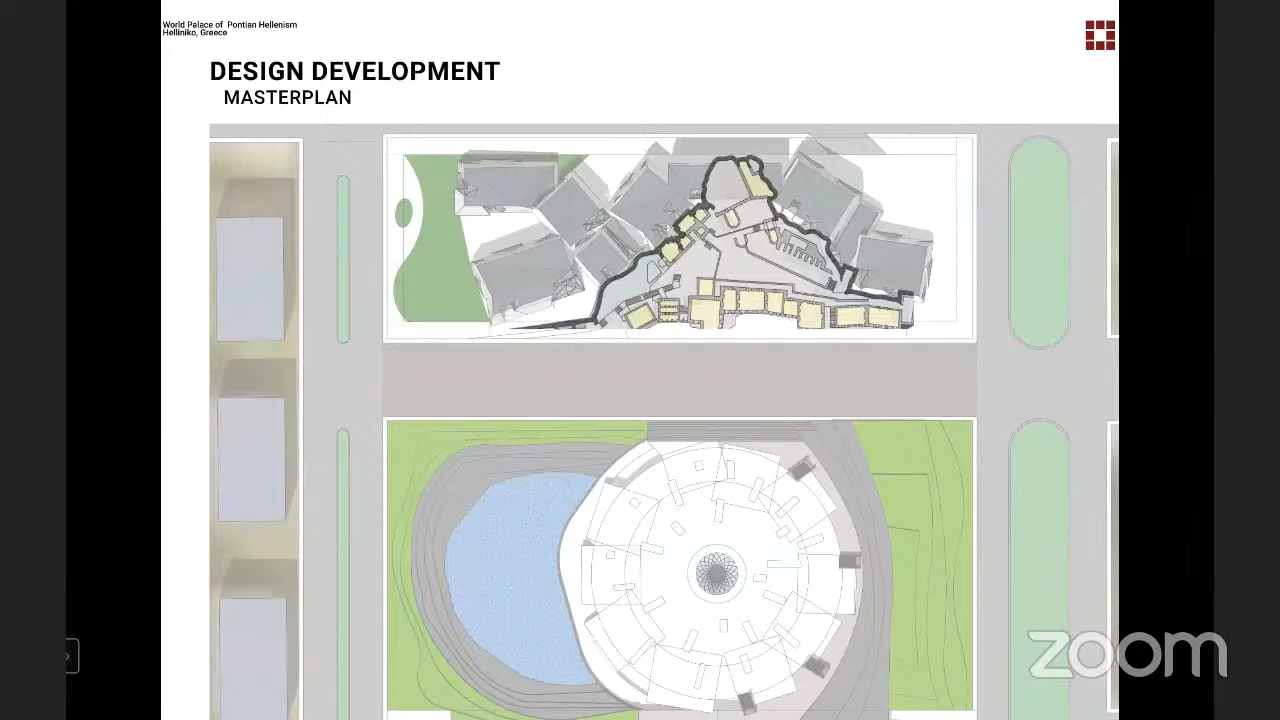 World Palace of Pontian Hellenism
Helliniko, Greece
DESIGN DEVELOPMENT
MASTERPLAN
zoom